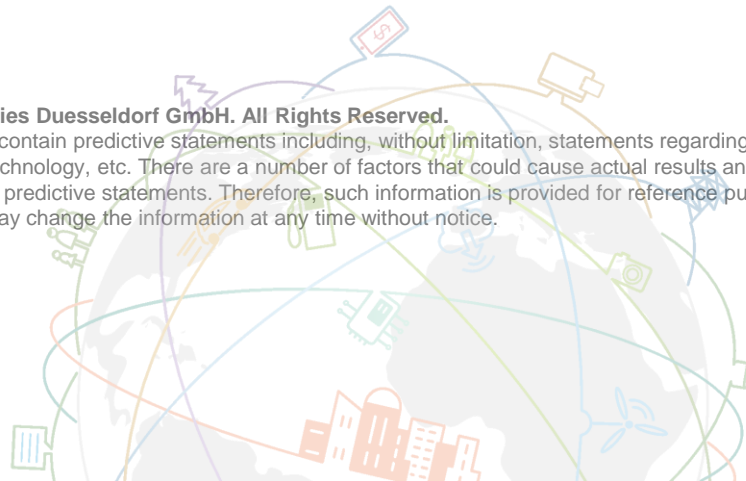 ies Duesseldorf GmbH. All Rights Reserved.
contain predictive statements including, without limitation, statements regarding
chnology, etc. There are a number of factors that could cause actual results an
predictive statements. Therefore, such information is provided for reference pu
ay change the information at any time without notice.